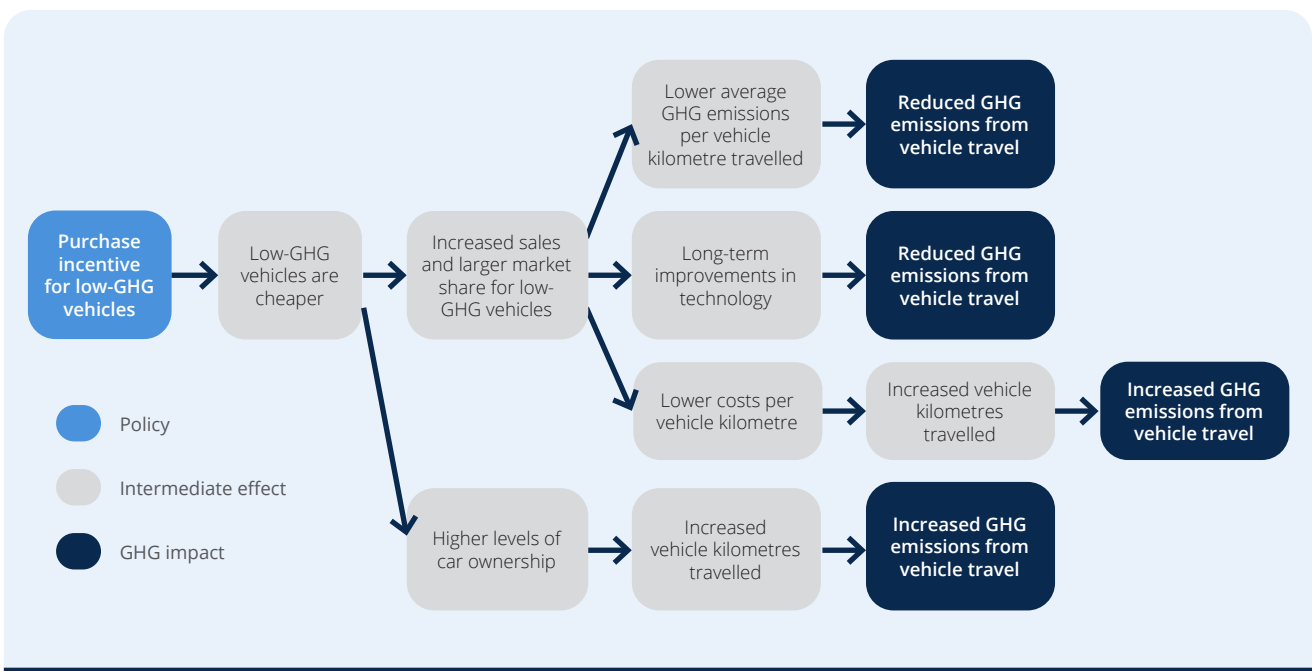 Lower average
GHG emissions
per vehicle
kilometre travelled
Reduced GHG
emissions from
vehicle travel
Purchase
incentive
for low-GHG
vehicles
Low-GHG
vehicles are
cheaper
Increased sales
and larger market
share for low-
GHG vehicles
Long-term
improvements in
technology
Reduced GHG
emissions from
vehicle travel
Lower costs per
vehicle kilometre
Increased vehicle
kilometres
travelled
Increased GHG
emissions from
vehicle travel
Policy
Intermediate effect
GHG impact
Higher levels of
car ownership
Increased
vehicle kilometres
travelled
Increased GHG
emissions from
vehicle travel